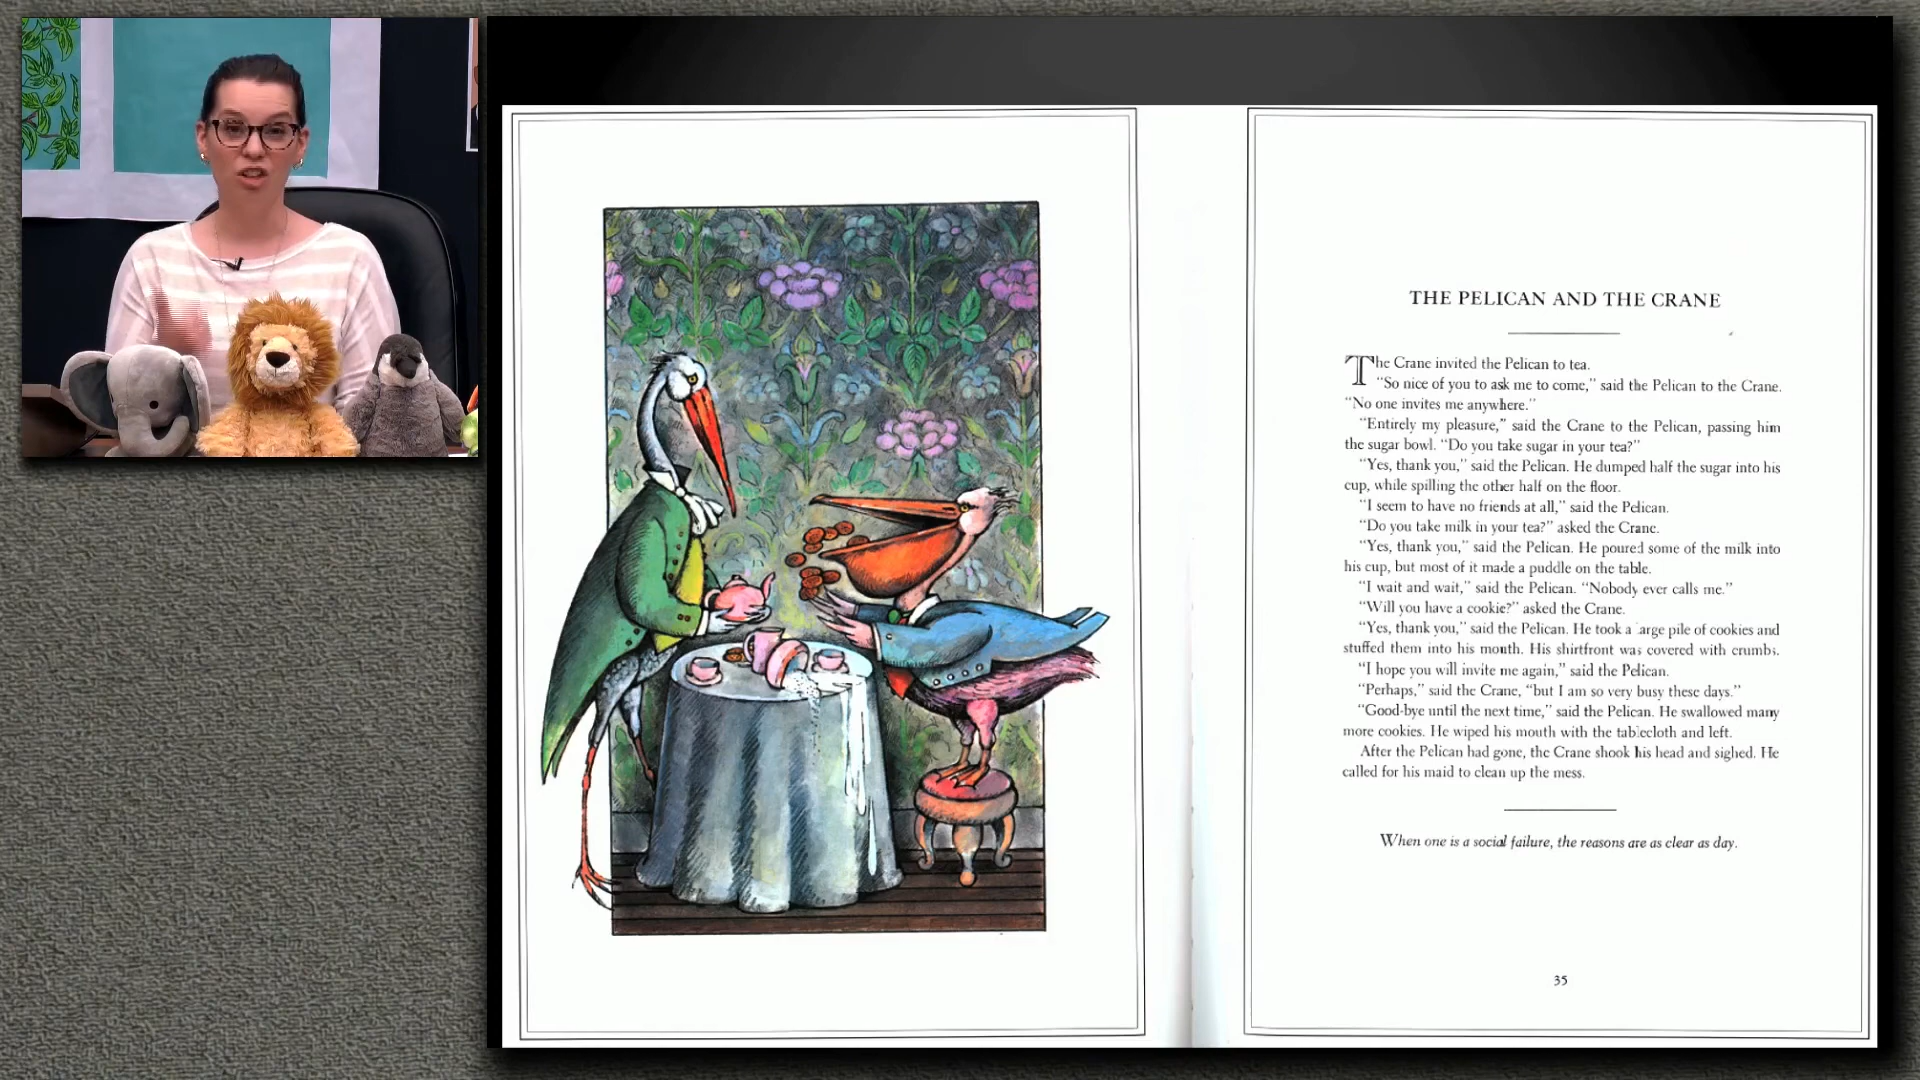 THE PELICAN AND THE CRANE
The Crane invited the Pelican to tea.
"So nice of you to ask me to come," said the Pelican to the Crane.
"No one invites me anywhere."
"Entirely my pleasure," said the Crane to the Pelican, passing him
the sugar bowl. "Do you take sugar in your tea?"
"Yes, thank you," said the Pelican. He dumped half the sugar into his
cup, while spilling the other half on the floor.
"I seem to have no friends at all," said the Pelican.
"Do you take milk in your tea?" asked the Crane.
"Yes, thank you," said the Pelican. He poured some of the milk into
his cup, but most of it made a puddle on the table.
"I wait and wait," said the Pelican. "Nobody ever calls me."
"Will you have a cookie?" asked the Crane.
"Yes, thank you," said the Pelican. He took a large pile of cookies and
stuffed them into his mouth. His shirtfront was covered with crumbs.
"I hope you will invite me again," said the Pelican.
"Perhaps," said the Crane, "but I am so very busy these days."
"Good-bye until the next time," said the Pelican. He swallowed many
more cookies. He wiped his mouth with the tablecloth and left.
After the Pelican had gone, the Crane shook his head and sighed. He
called for his maid to clean up the mess.
When one is a social failure, the reasons are as clear as day.
35